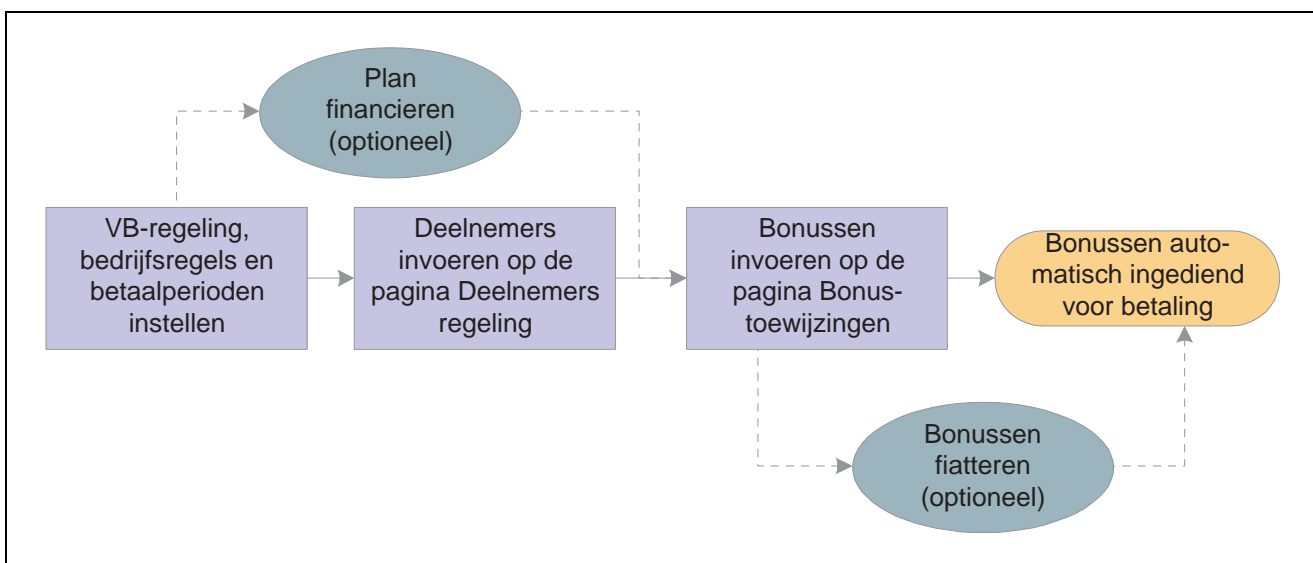 Plan
financieren
(optioneel)
VB-regeling,
bedrijfsregels en
betaalperioden
instellen
Deelnemers
invoeren op de
pagina Deelnemers
regeling
Bonussen
invoeren op de
pagina Bonus-
toewijzingen
Bonussen auto-
matisch ingediend
voor betaling
Bonussen
fiatteren
(optioneel)